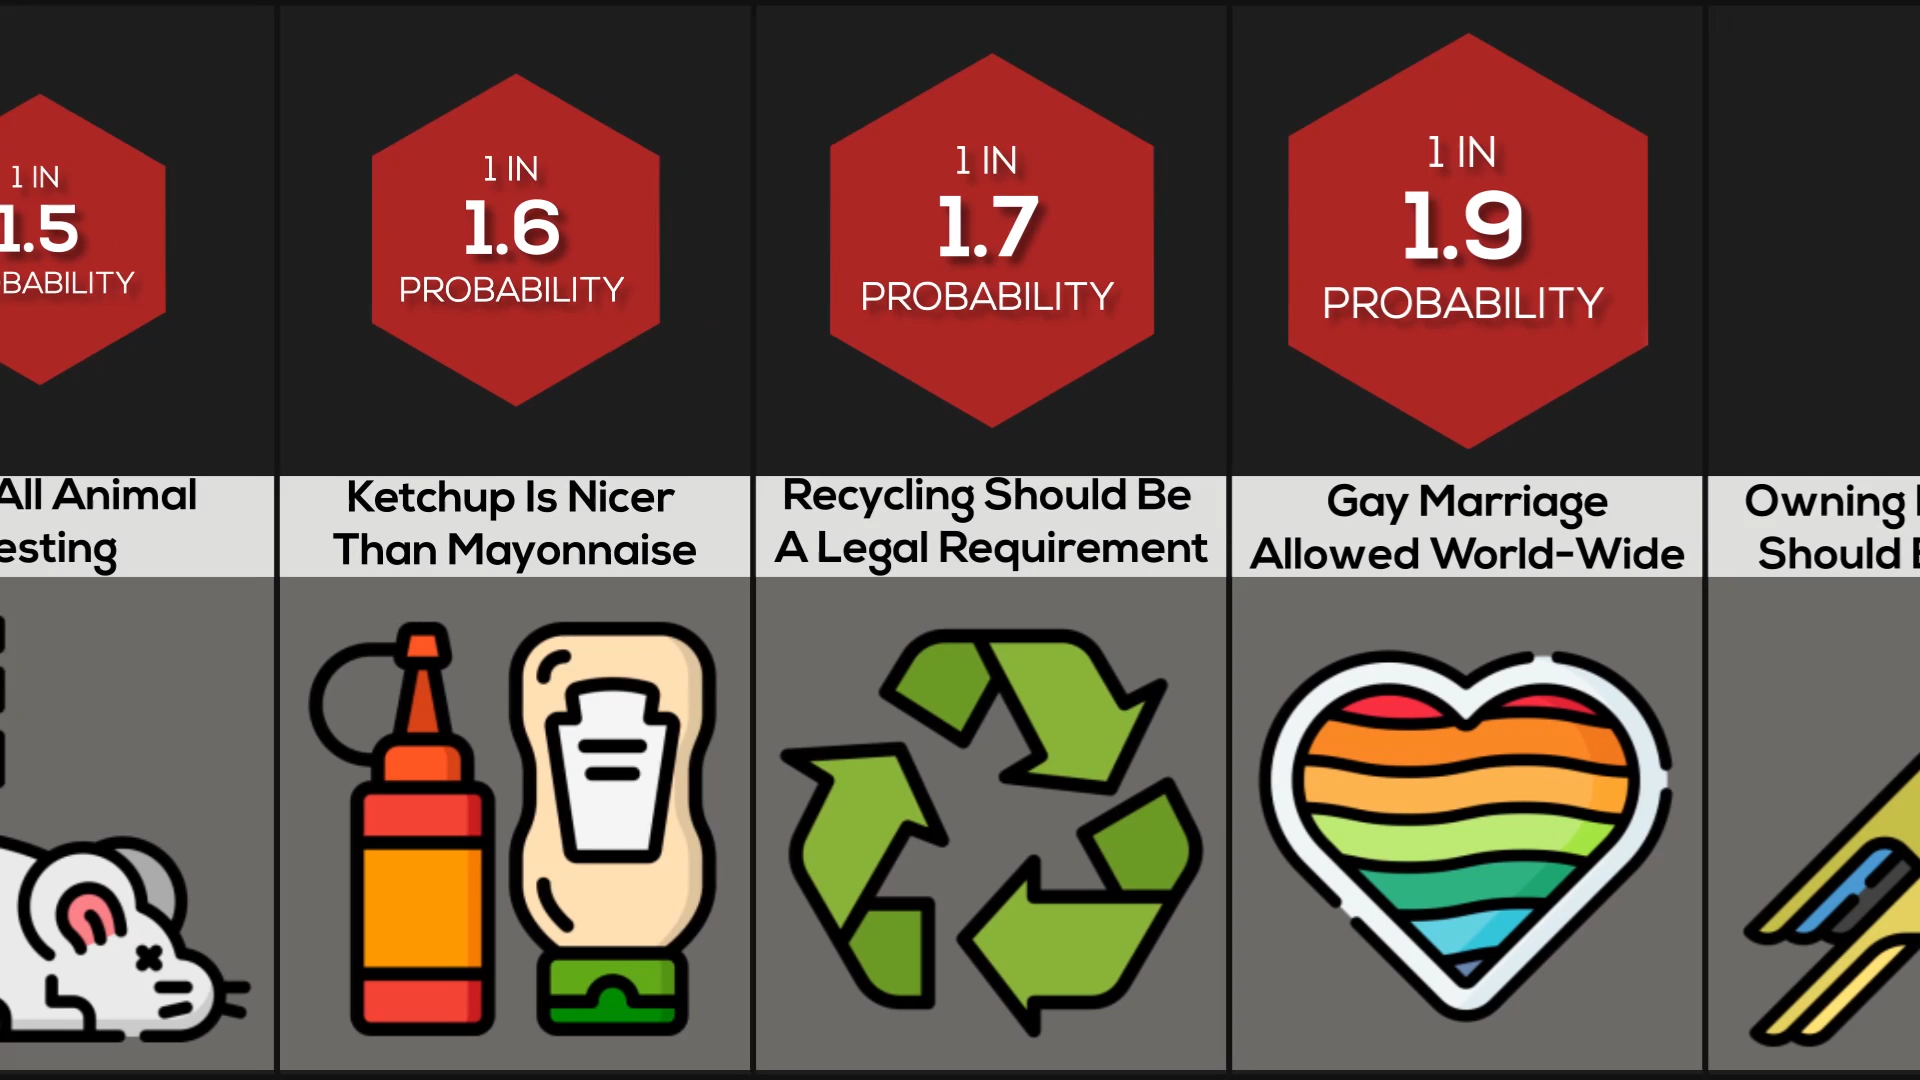 1 IN
1.5
BABILITY
All Animal
esting
1 IN
1.6
PROBABILITY
Ketchup Is Nicer
Than Mayonnaise
1 IN
1.7
PROBABILITY
Recycling Should Be
A Legal Requirement
1 IN
1.9
PROBABILITY
Gay Marriage
Allowed World-Wide
Owning
Should